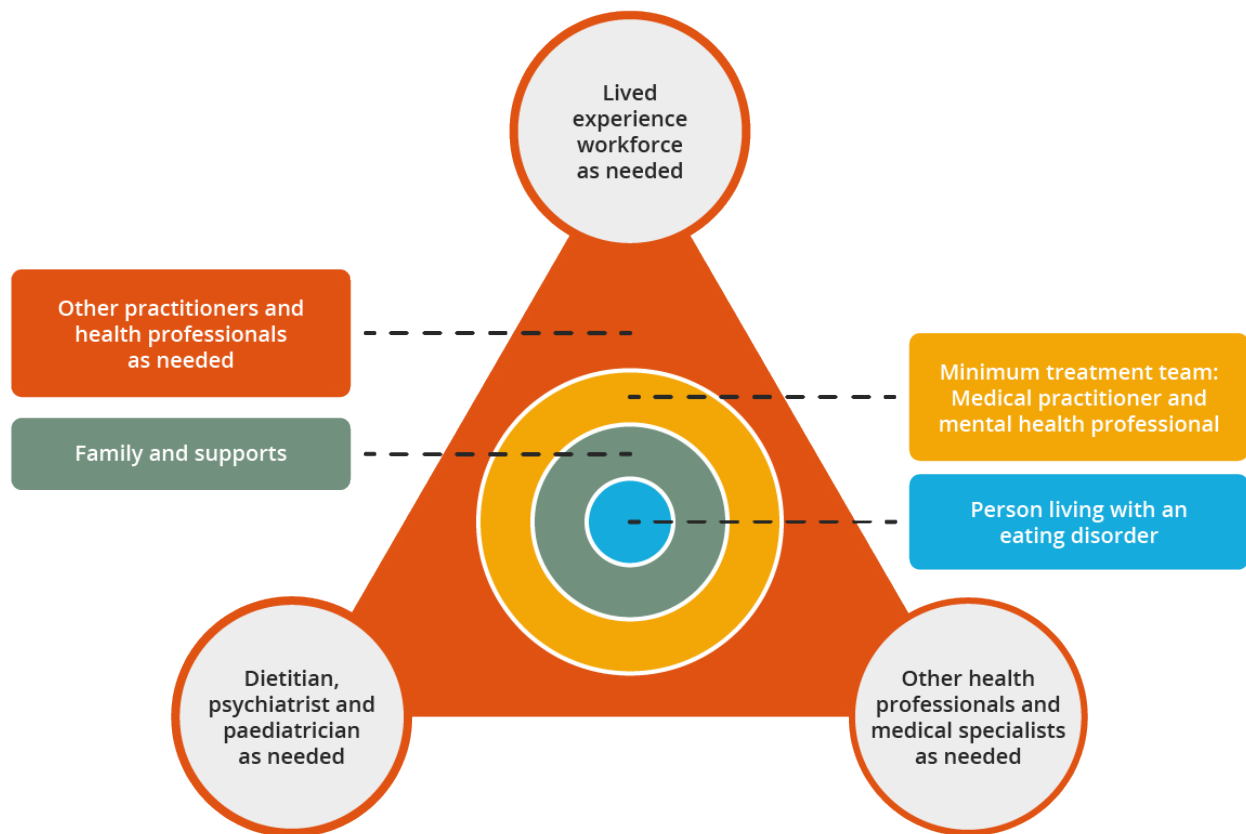 Lived
experience
workforce
as needed
Other practitioners and
health professionals
as needed
Family and supports
Minimum treatment team:
Medical practitioner and
mental health professional
Person living with an
eating disorder
Dietitian,
psychiatrist and
paediatrician
as needed
Other health
professionals and
medical specialists
as needed